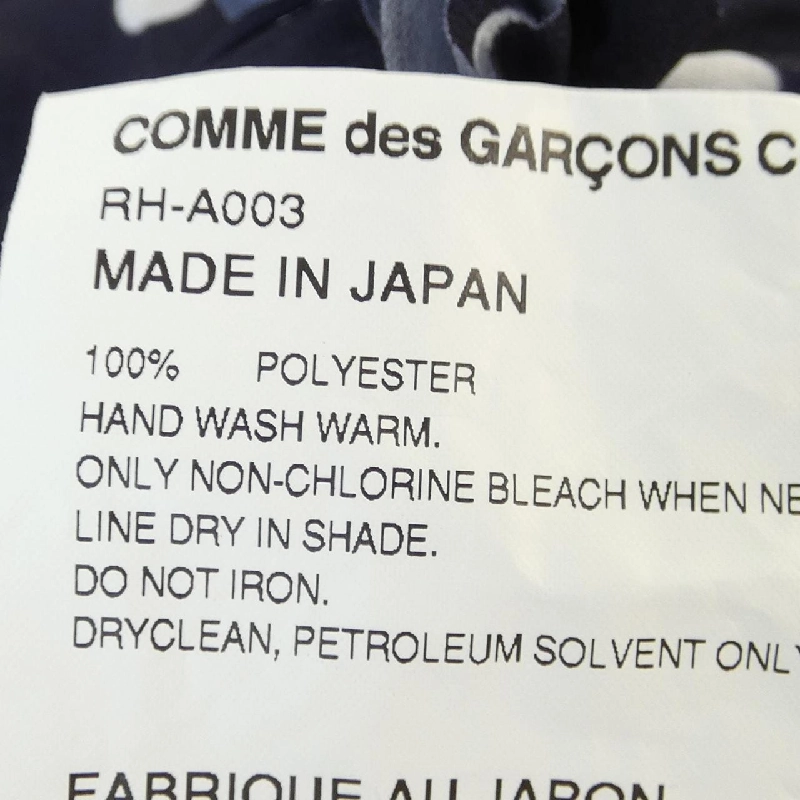 COMME des GARÇONS C
RH-A003
MADE IN JAPAN
100% POLYESTER
HAND WASH WARM.
ONLY NON-CHLORINE BLEACH WHEN NE
LINE DRY IN SHADE.
DO NOT IRON.
DRYCLEAN, PETROLEUM SOLVENT ONLY
FABRIQUE AU JAPON